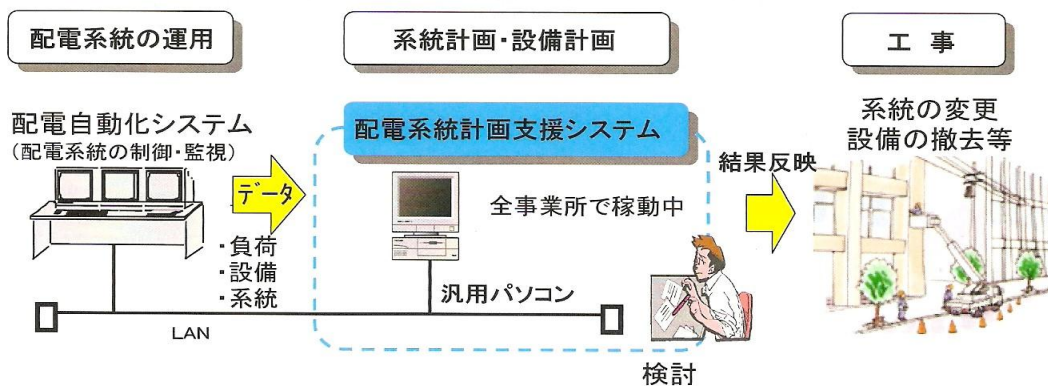 配電系統の運用
系統計画・設備計画
工 事
配電自動化システム
(配電系統の制御・監視)
データ
・負荷
・設備
・系統
LAN
配電系統計画支援システム
全事業所で稼動中
汎用パソコン
検討
結果反映
系統の変更
設備の撤去等